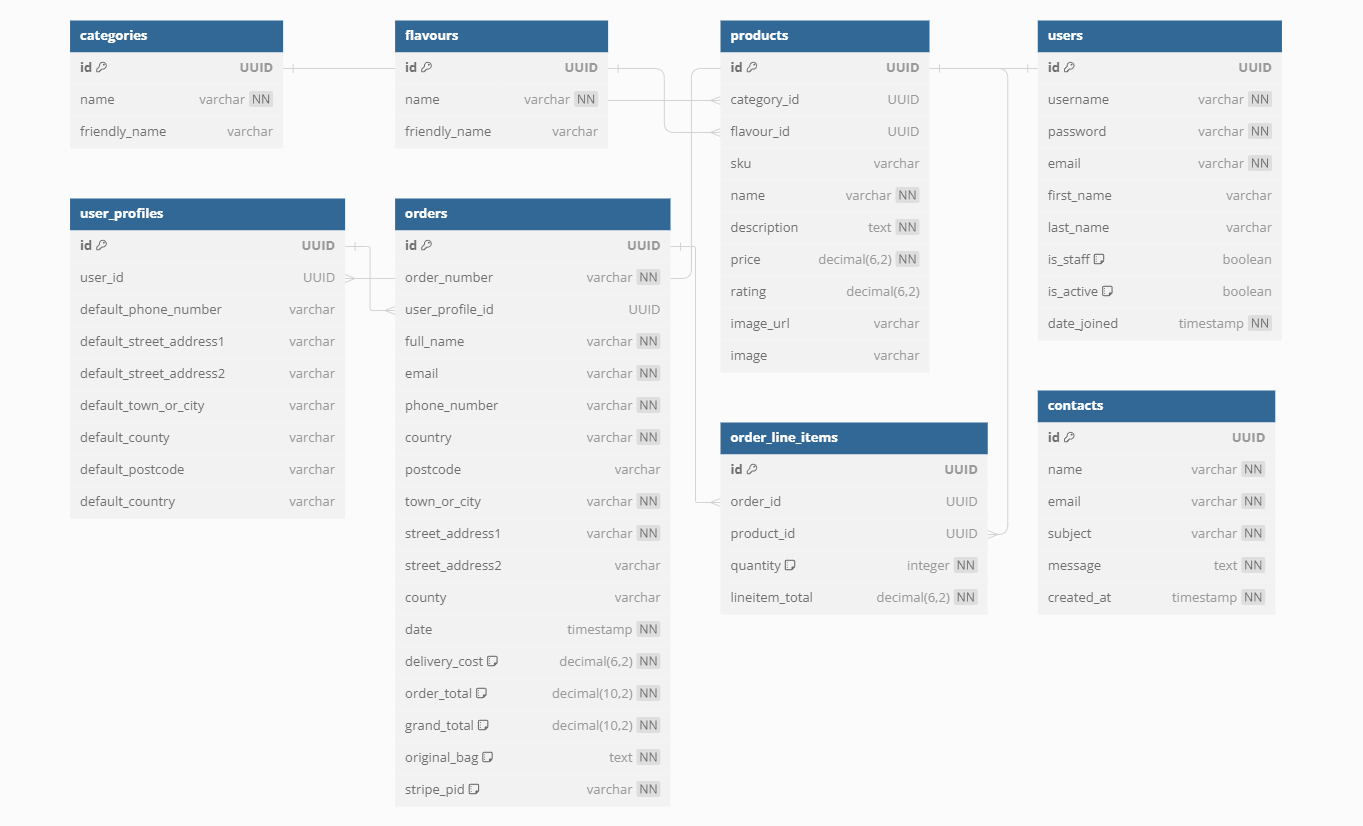 categories
id UUID
name varchar NN
friendly_name varchar
flavours
id UUID
name varchar NN
friendly_name varchar
products
id UUID
category_id UUID
flavour_id UUID
sku varchar
name varchar NN
description text NN
price decimal(6,2) NN
rating decimal(6,2)
image_url varchar
image varchar
users
id UUID
username varchar NN
password varchar NN
email varchar NN
first_name varchar
last_name varchar
is_staff boolean
is_active boolean
date_joined timestamp NN
user_profiles
id UUID
user_id UUID
default_phone_number varchar
default_street_address1 varchar
default_street_address2 varchar
default_town_or_city varchar
default_county varchar
default_postcode varchar
default_country varchar
orders
id UUID
order_number varchar NN
user_profile_id UUID
full_name varchar NN
email varchar NN
phone_number varchar NN
country varchar NN
postcode varchar
town_or_city varchar NN
street_address1 varchar NN
street_address2 varchar
county varchar
date timestamp NN
delivery_cost decimal(6,2) NN
order_total decimal(10,2) NN
grand_total decimal(10,2) NN
original_bag text NN
stripe_pid varchar NN
order_line_items
id UUID
order_id UUID
product_id UUID
quantity integer NN
lineitem_total decimal(6,2) NN
contacts
id UUID
name varchar NN
email varchar NN
subject varchar NN
message text NN
created_at timestamp NN